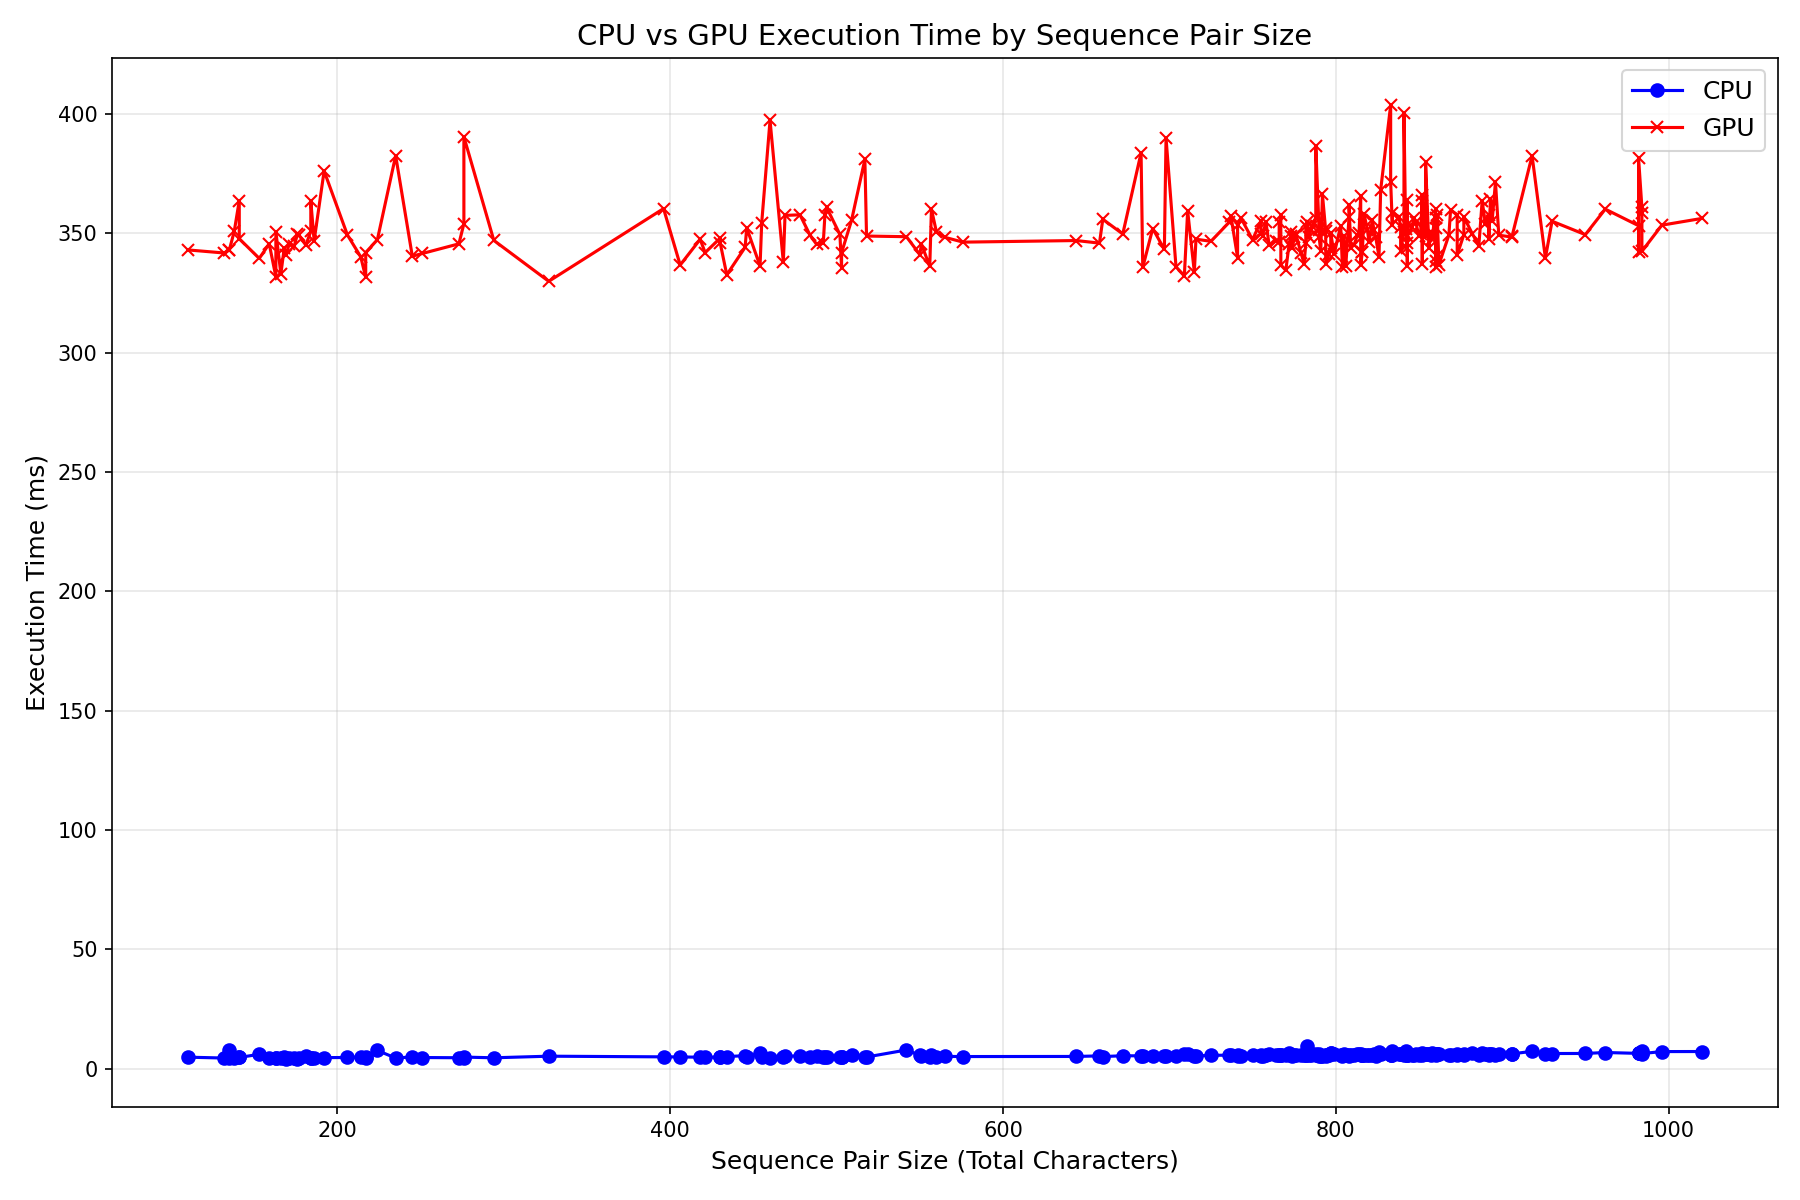 CPU vs GPU Execution Time by Sequence Pair Size
CPU
GPU
Execution Time (ms)
400
350
300
250
200
150
100
50
0
200
400
600
800
1000
Sequence Pair Size (Total Characters)